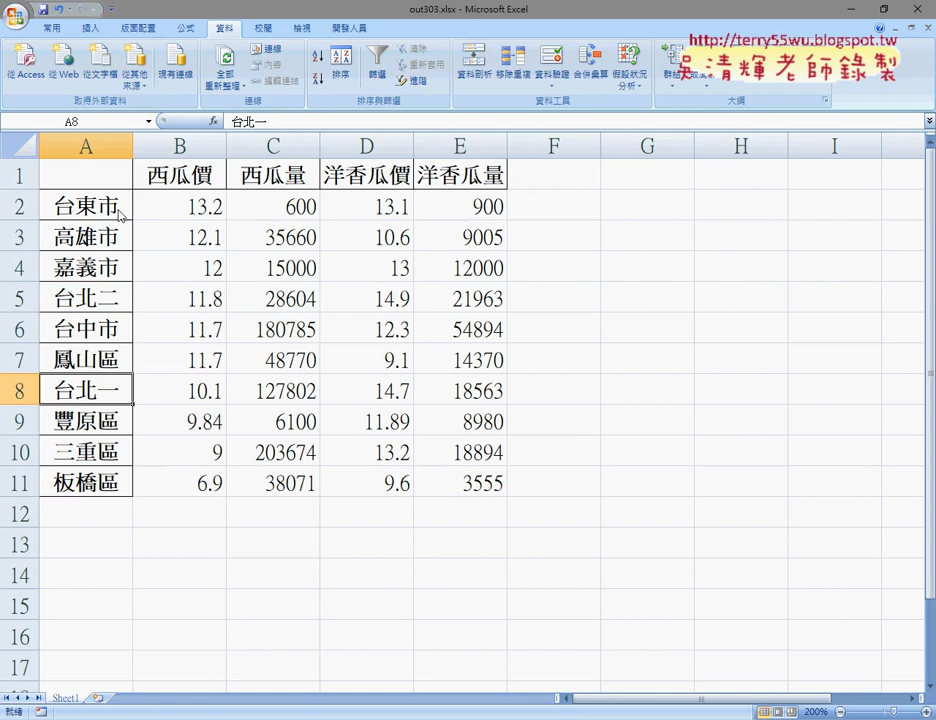 out303.xlsx - Microsoft Excel
常用 插入 版面配置 公式 資料 校閱 檢視 開發人員
http://terry55wu.blogspot.tw
吳清輝老師錄製
從 Access 從 Web 從文字檔 從其他來源 現有連線 全部重新整理 連線 內容 編輯連結 排序 篩選 清除 重新套用 進階 資料剖析 移除重複 資料驗證 合併彙算 假設狀況分析
取得外部資料 連線 排序與篩選 資料工具 大綱
A8 fx 台北一
A B C D E F G H I
1 西瓜價 西瓜量 洋香瓜價 洋香瓜量
2 台東市 13.2 600 13.1 900
3 高雄市 12.1 35660 10.6 9005
4 嘉義市 12 15000 13 12000
5 台北二 11.8 28604 14.9 21963
6 台中市 11.7 180785 12.3 54894
7 鳳山區 11.7 48770 9.1 14370
8 台北一 10.1 127802 14.7 18563
9 豐原區 9.84 6100 11.89 8980
10 三重區 9 203674 13.2 18894
11 板橋區 6.9 38071 9.6 3555
12
13
14
15
16
17
Sheet1
就緒 200%